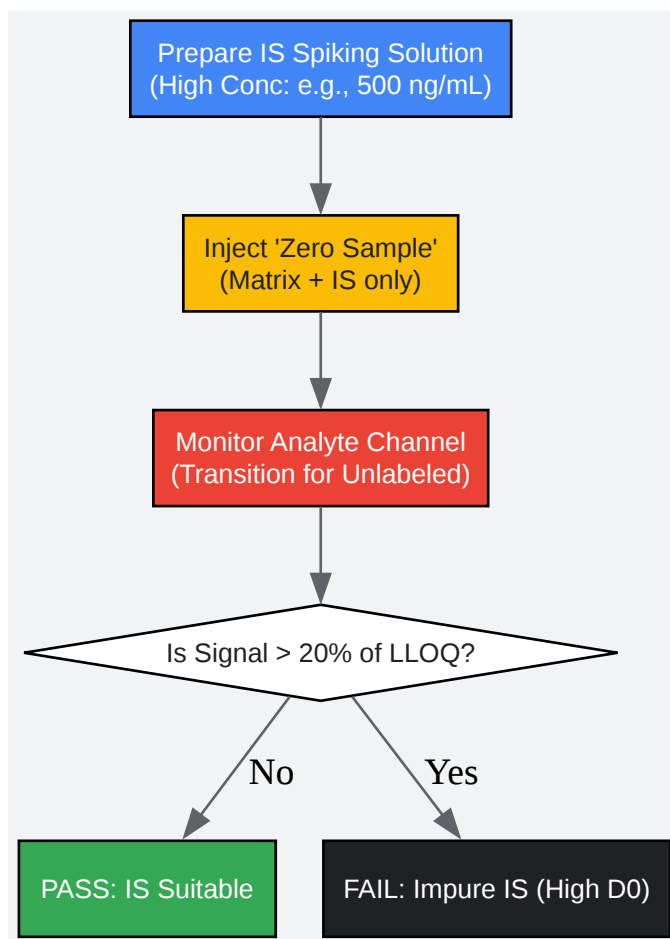 Prepare IS Spiking Solution
(High Conc: e.g., 500 ng/mL)
Inject 'Zero Sample'
(Matrix + IS only)
Monitor Analyte Channel
(Transition for Unlabeled)
Is Signal > 20% of LLOQ?
No
Yes
PASS: IS Suitable
FAIL: Impure IS (High D0)